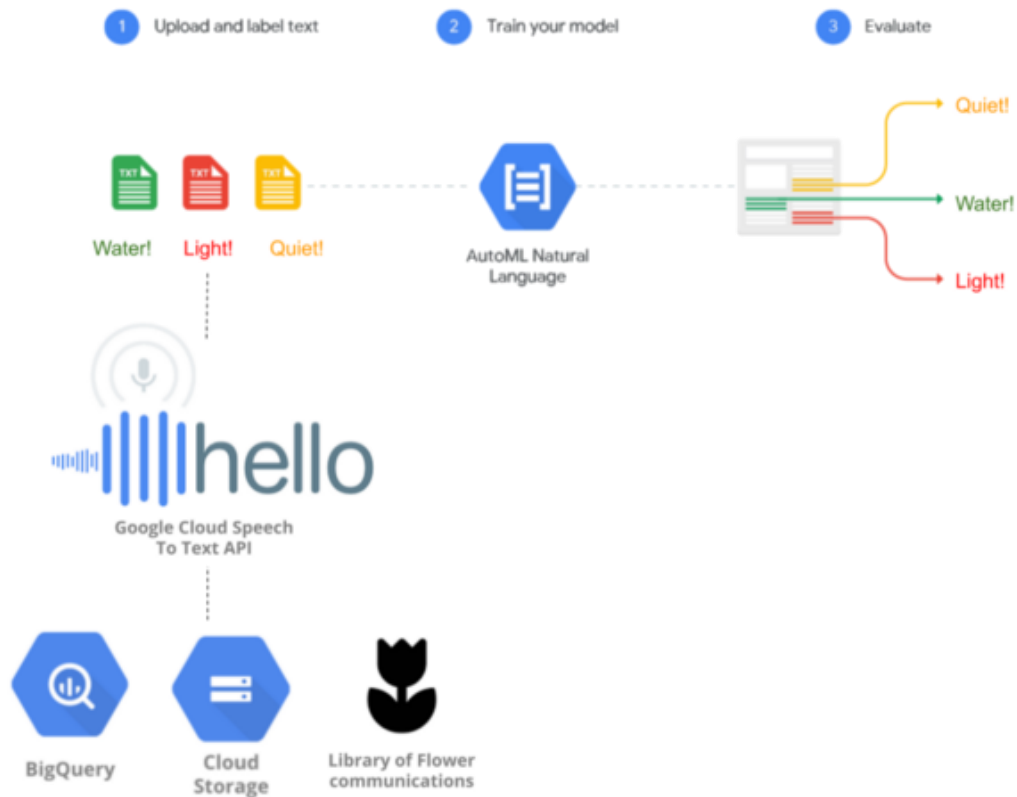 1 Upload and label text
2 Train your model
3 Evaluate
Quiet!
TXT TXT TXT
Water!
Water! Light! Quiet!
AutoML Natural
Language
Light!
hello
Google Cloud Speech
To Text API
BigQuery
Cloud
Storage
Library of Flower
communications